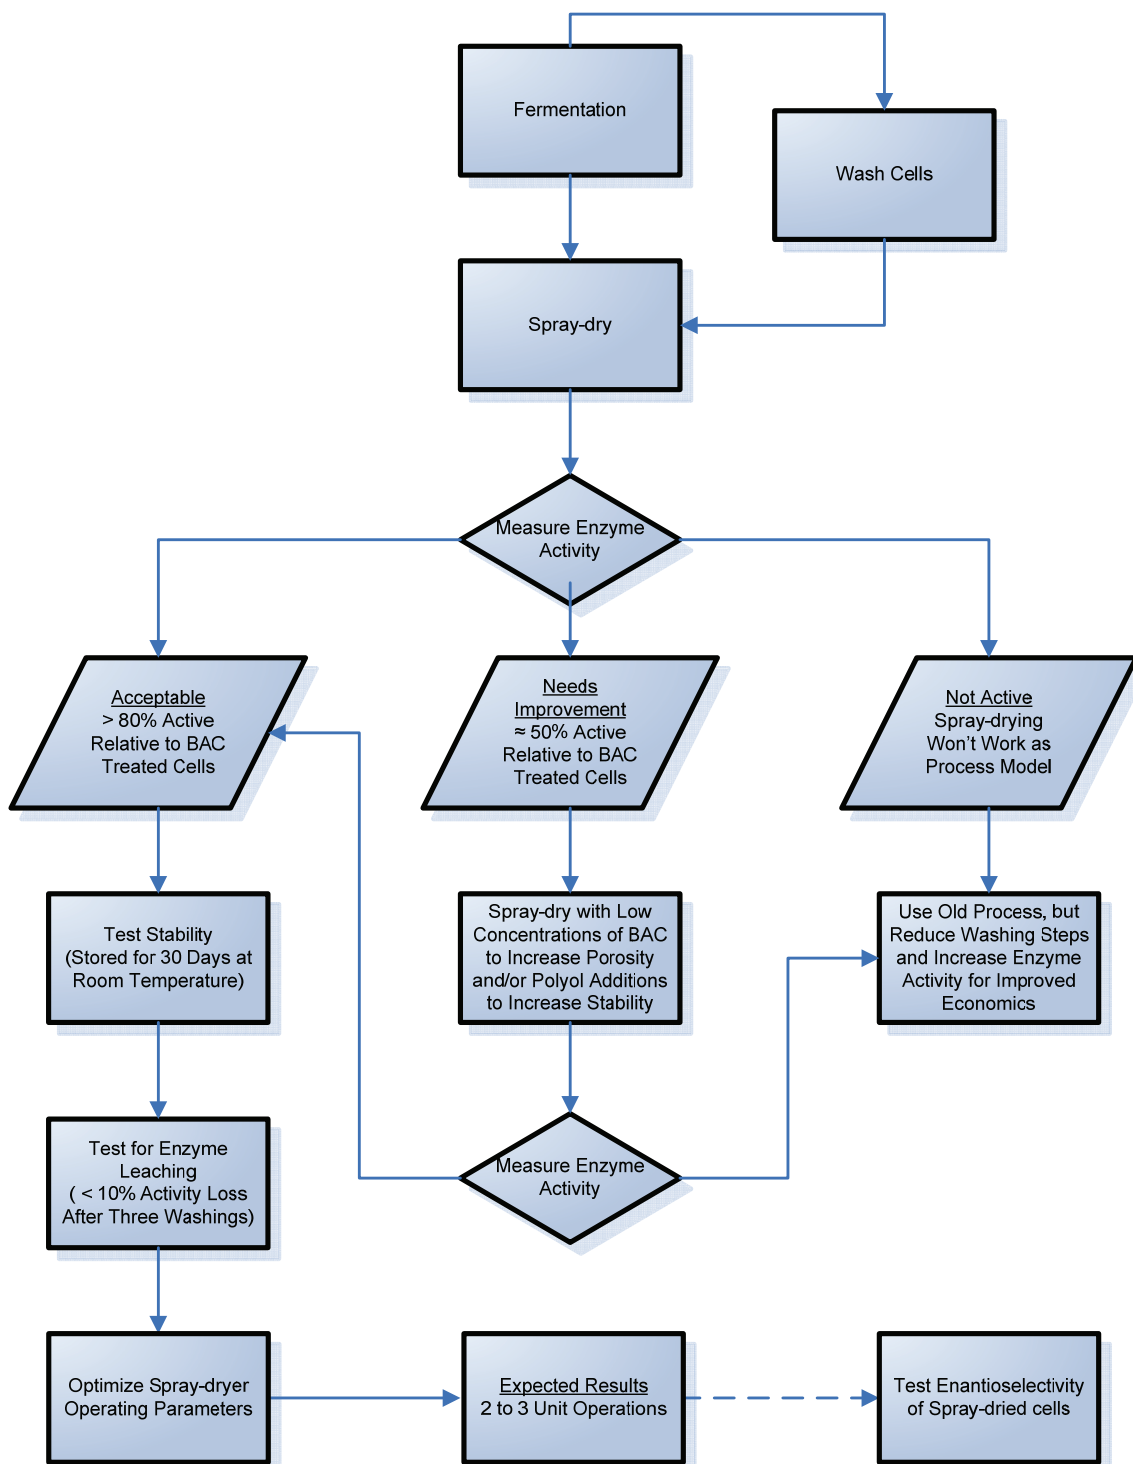 Fermentation
Wash Cells
Spray-dry
Measure Enzyme
Activity
Acceptable
> 80% Active
Relative to BAC
Treated Cells
Needs
Improvement
≈ 50% Active
Relative to BAC
Treated Cells
Not Active
Spray-drying
Won’t Work as
Process Model
Test Stability
(Stored for 30 Days at
Room Temperature)
Spray-dry with Low
Concentrations of BAC
to Increase Porosity
and/or Polyol Additions
to Increase Stability
Use Old Process, but
Reduce Washing Steps
and Increase Enzyme
Activity for Improved
Economics
Test for Enzyme
Leaching
( < 10% Activity Loss
After Three Washings)
Measure Enzyme
Activity
Optimize Spray-dryer
Operating Parameters
Expected Results
2 to 3 Unit Operations
Test Enantioselectivity
of Spray-dried cells